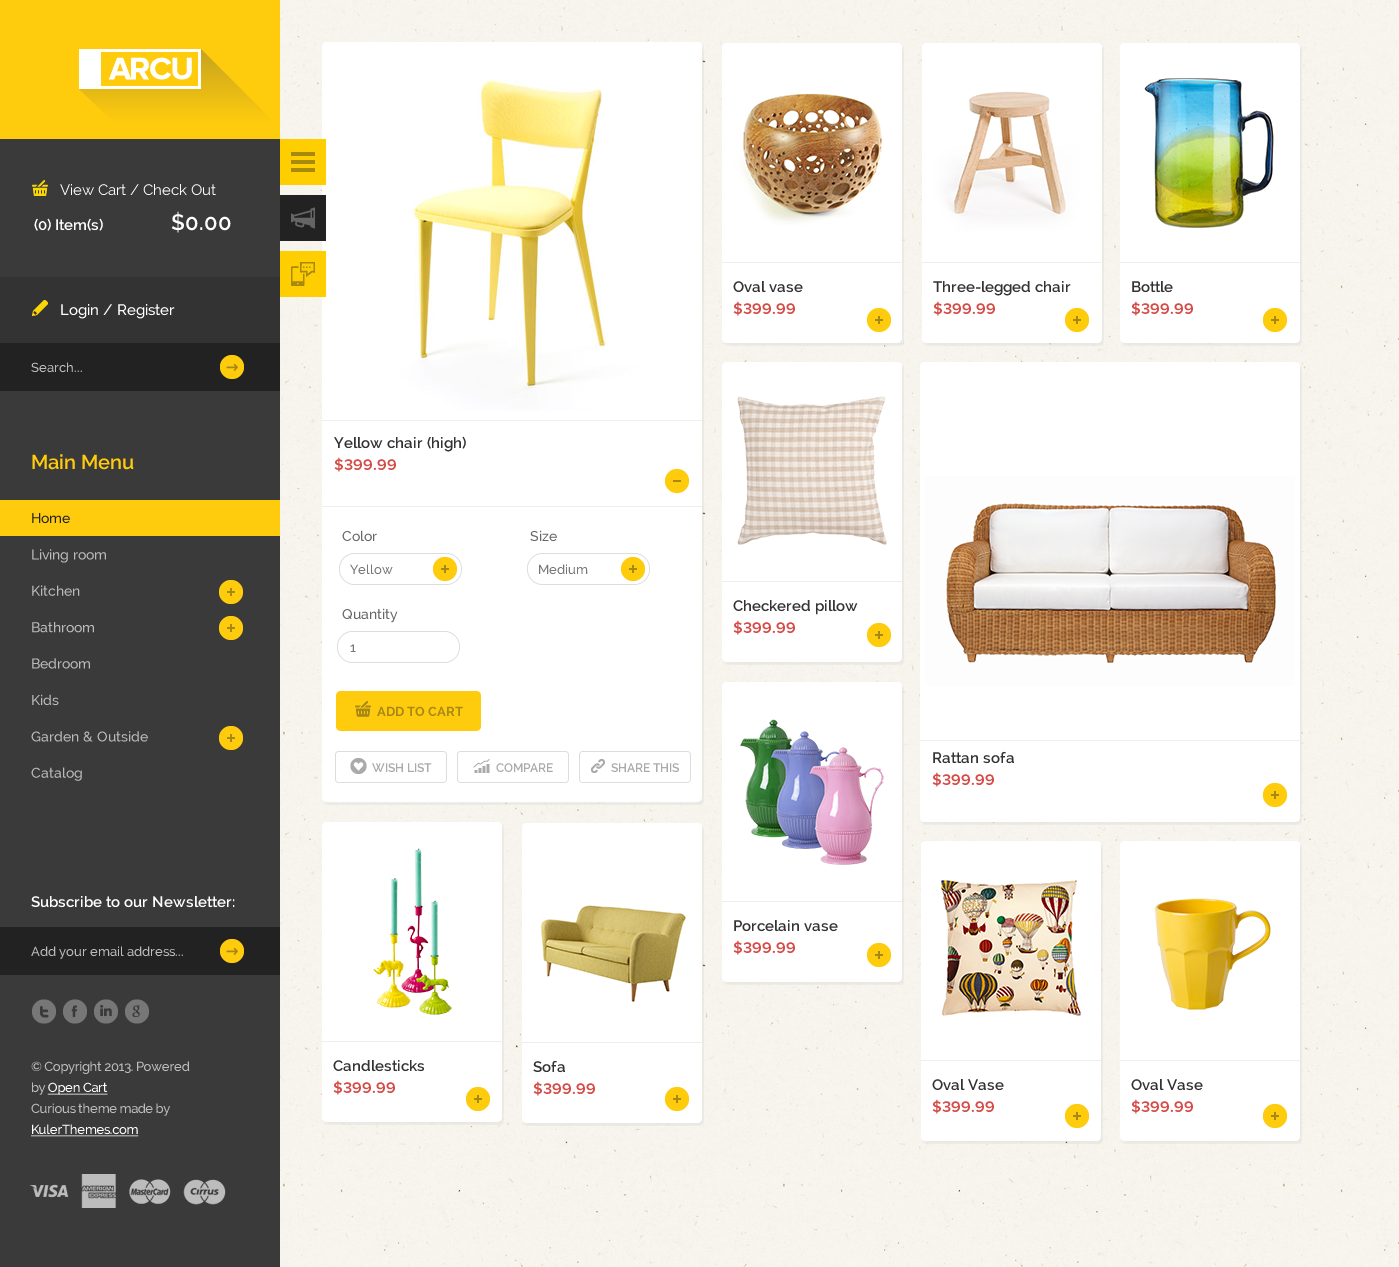 ARCU
View Cart / Check Out
(0) Item(s) $0.00
Login / Register
Search...
Main Menu
Home
Living room
Kitchen
Bathroom
Bedroom
Kids
Garden & Outside
Catalog
Subscribe to our Newsletter:
Add your email address...
© Copyright 2013. Powered
by Open Cart
Curious theme made by
KulerThemes.com
VISA
AMERICAN
EXPRESS
MasterCard
Cirrus
Yellow chair (high)
$399.99
Color
Size
Yellow
Medium
Quantity
1
ADD TO CART
WISH LIST
COMPARE
SHARE THIS
Oval vase
$399.99
Three-legged chair
$399.99
Bottle
$399.99
Checkered pillow
$399.99
Rattan sofa
$399.99
Porcelain vase
$399.99
Candlesticks
$399.99
Sofa
$399.99
Oval Vase
$399.99
Oval Vase
$399.99